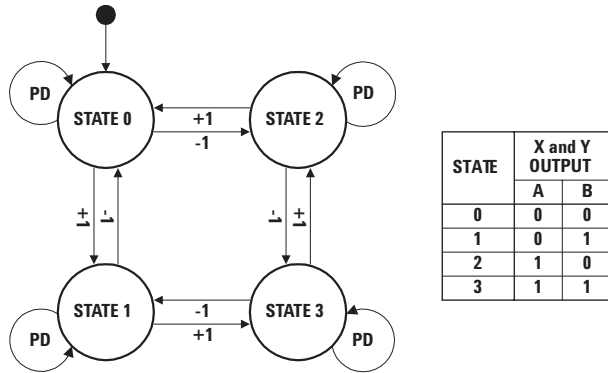 PD
STATE 0
+1
-1
STATE 2
PD
+1
-1
-1
+1
PD
STATE 1
-1
+1
STATE 3
PD
STATE
X and Y
OUTPUT
A B
0 0 0
1 0 1
2 1 0
3 1 1